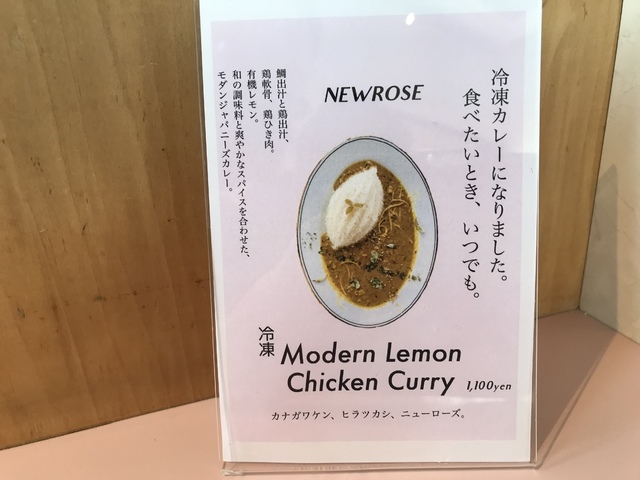 冷凍カレーになりました。
食べたいとき、いつでも。
NEWROSE
鯛出汁と鶏出汁、
鶏軟骨、鶏ひき肉。
有機レモン。
和の調味料と爽やかなスパイスを合わせた、
モダンジャパニーズカレー。
冷凍
Modern Lemon
Chicken Curry 1,100yen
カナガワケン、ヒラツカシ、ニューローズ。